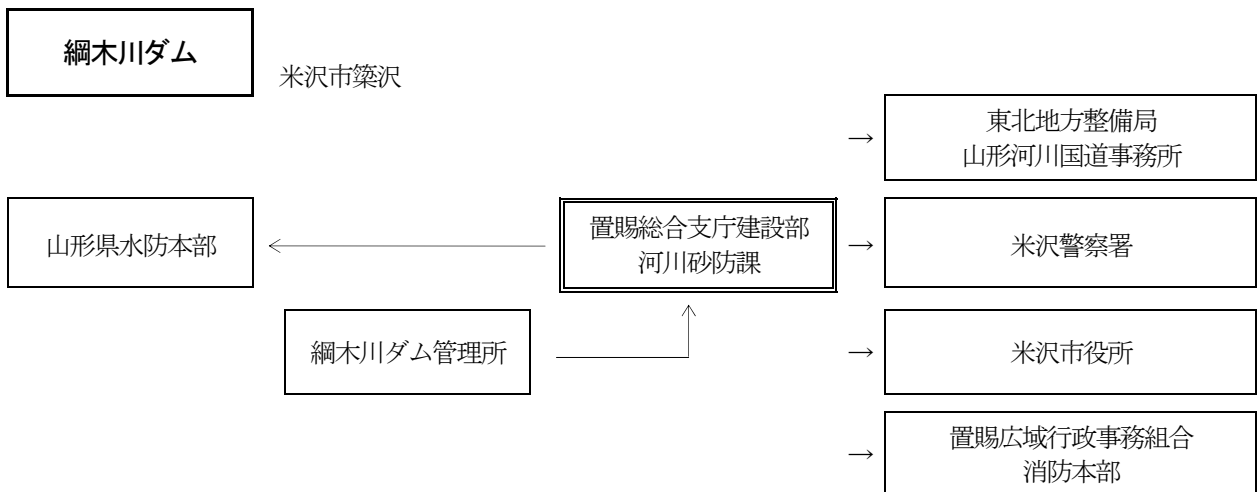 綱木川ダム
米沢市簗沢
東北地方整備局
山形河川国道事務所
山形県水防本部
置賜総合支庁建設部
河川砂防課
米沢警察署
綱木川ダム管理所
米沢市役所
置賜広域行政事務組合
消防本部